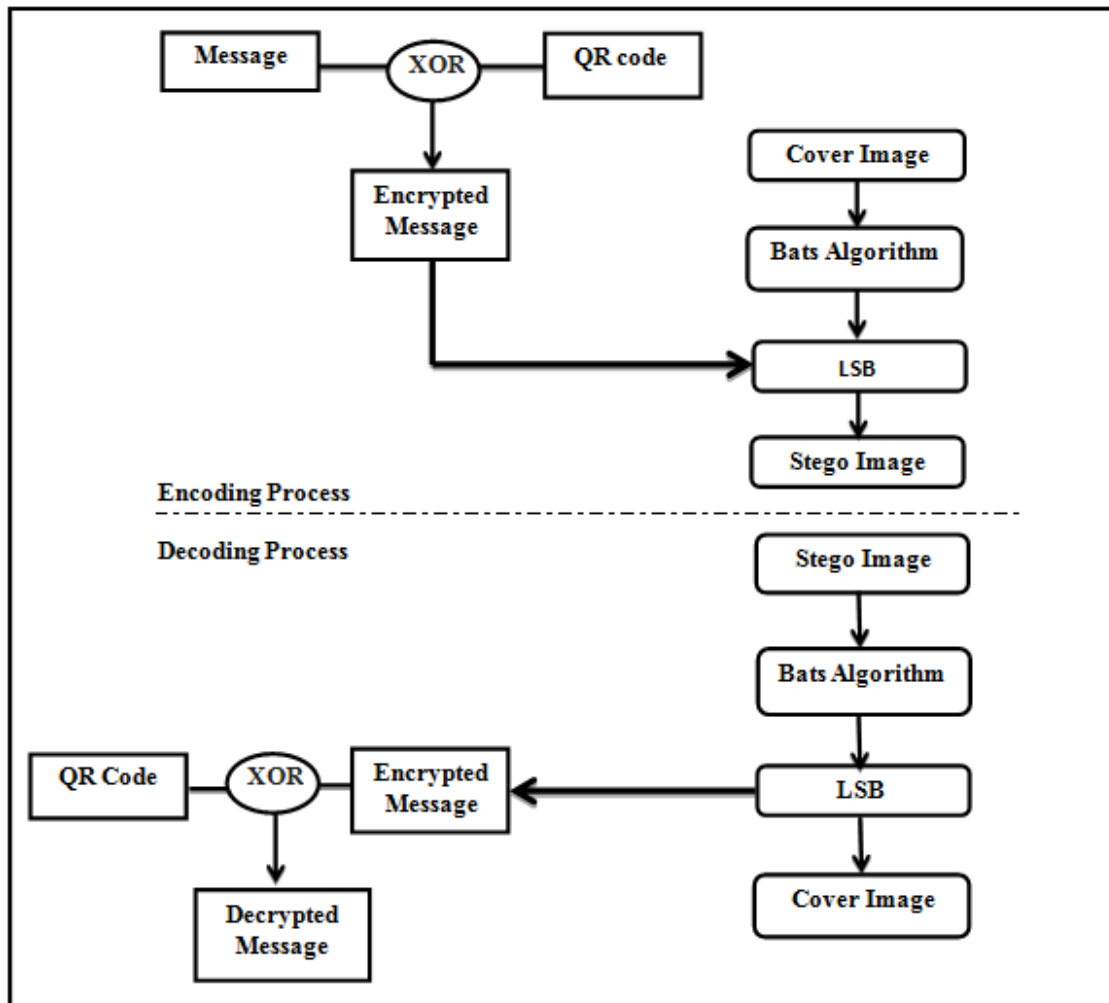 Message
XOR
QR code
Cover Image
Encrypted
Message
Bats Algorithm
LSB
Stego Image
Encoding Process
Decoding Process
Stego Image
Bats Algorithm
QR Code
XOR
Encrypted
Message
LSB
Decrypted
Message
Cover Image